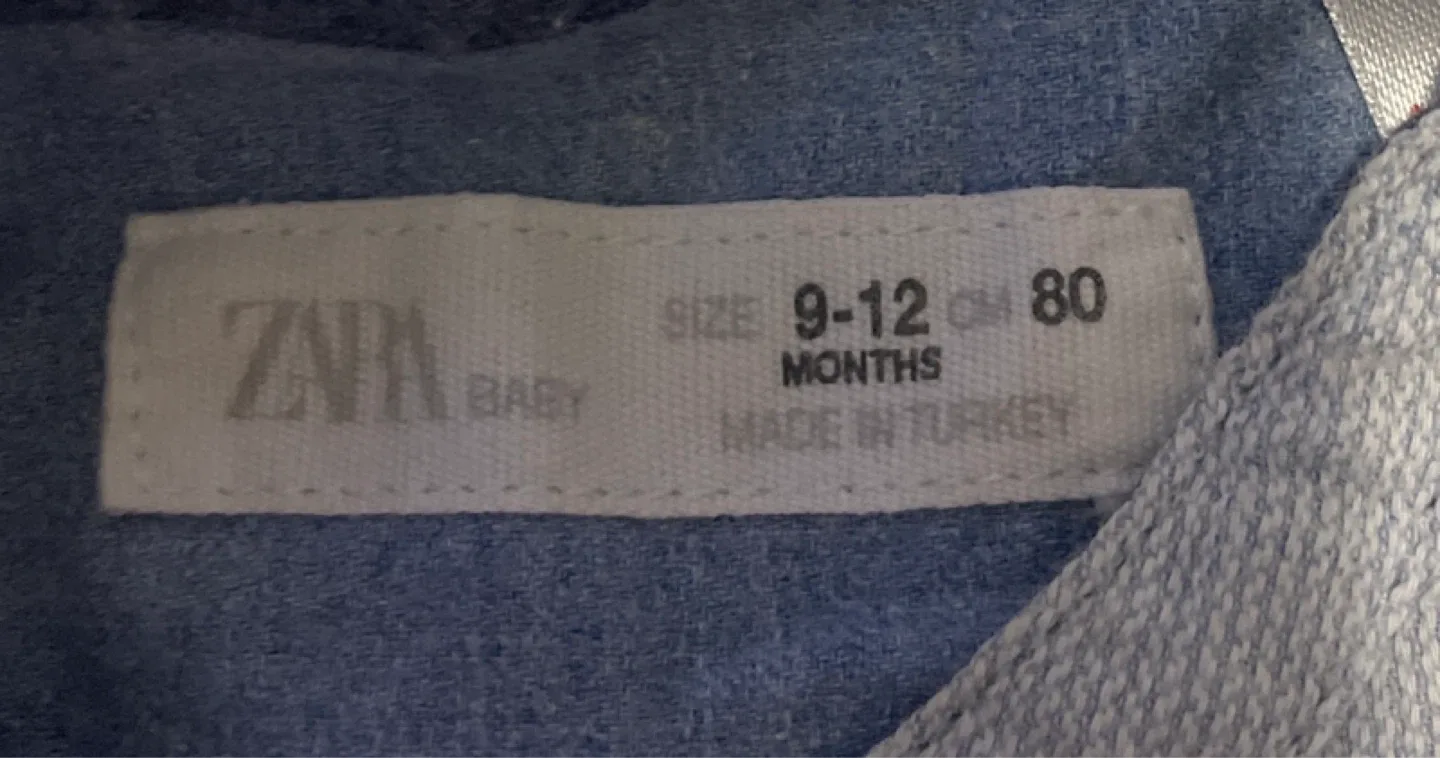 ZARA BABY
SIZE 9-12 CM 80
MONTHS
MADE IN TURKEY